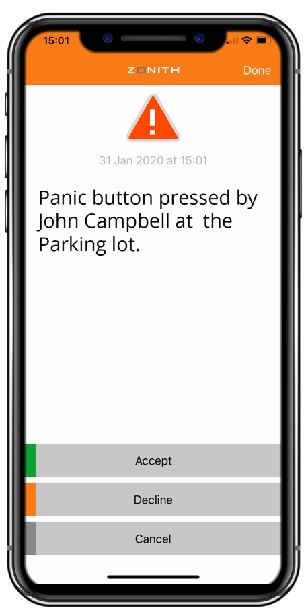 15:01
ZONITH
Done
31 Jan 2020 at 15:01
Panic button pressed by
John Campbell at the
Parking lot.
Accept
Decline
Cancel